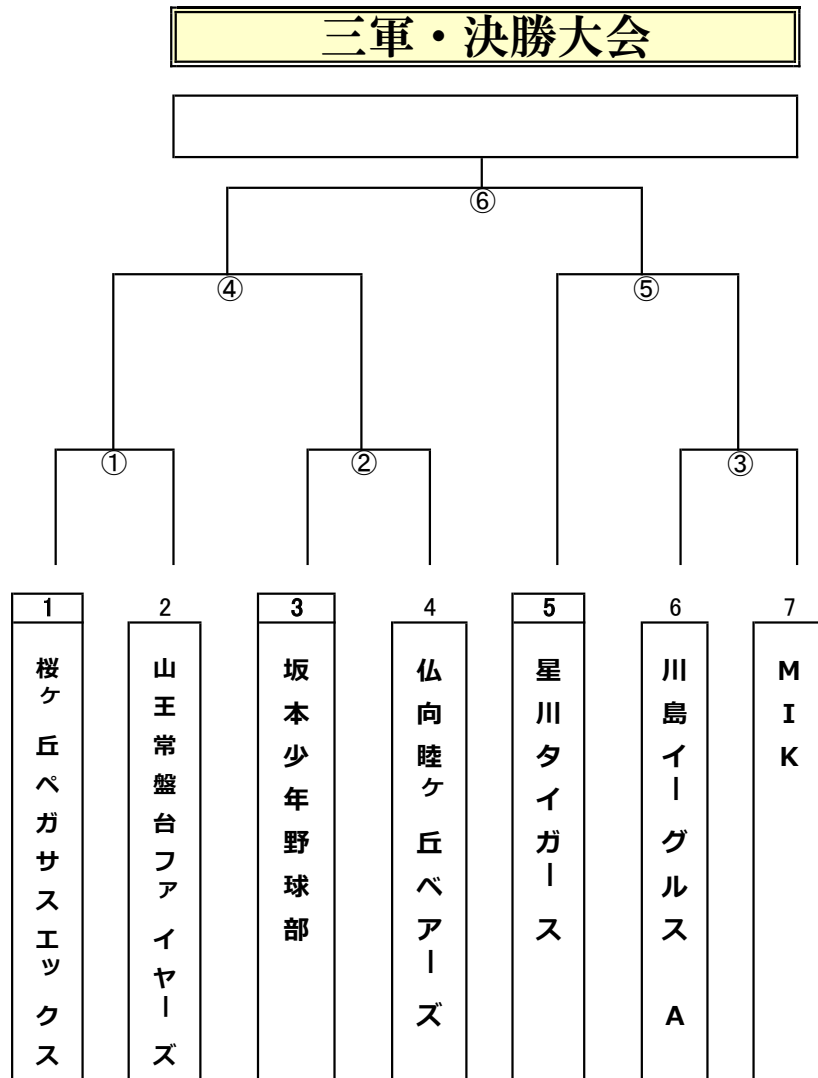 三軍・決勝大会
⑥
④
⑤
①
②
③
1
2
3
4
5
6
7
桜ヶ丘ペガサスエックス
山王常盤台ファイヤーズ
坂本少年野球部
仏向睦ヶ丘ベアーズ
星川タイガース
川島イーグルス A
MIK